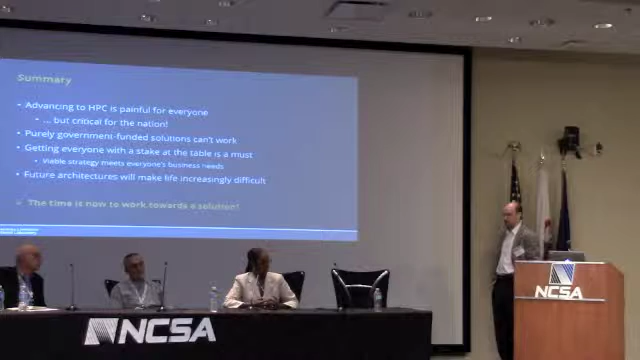 Summary
• Advancing to HPC is painful for everyone
• ... but critical for the nation!
• Purely government-funded solutions can't work
• Getting everyone with a stake at the table is a must
• Viable strategy meets everyone's business needs
• Future architectures will make life increasingly difficult
The time is now to work towards a solution!
NCSA
NCSA